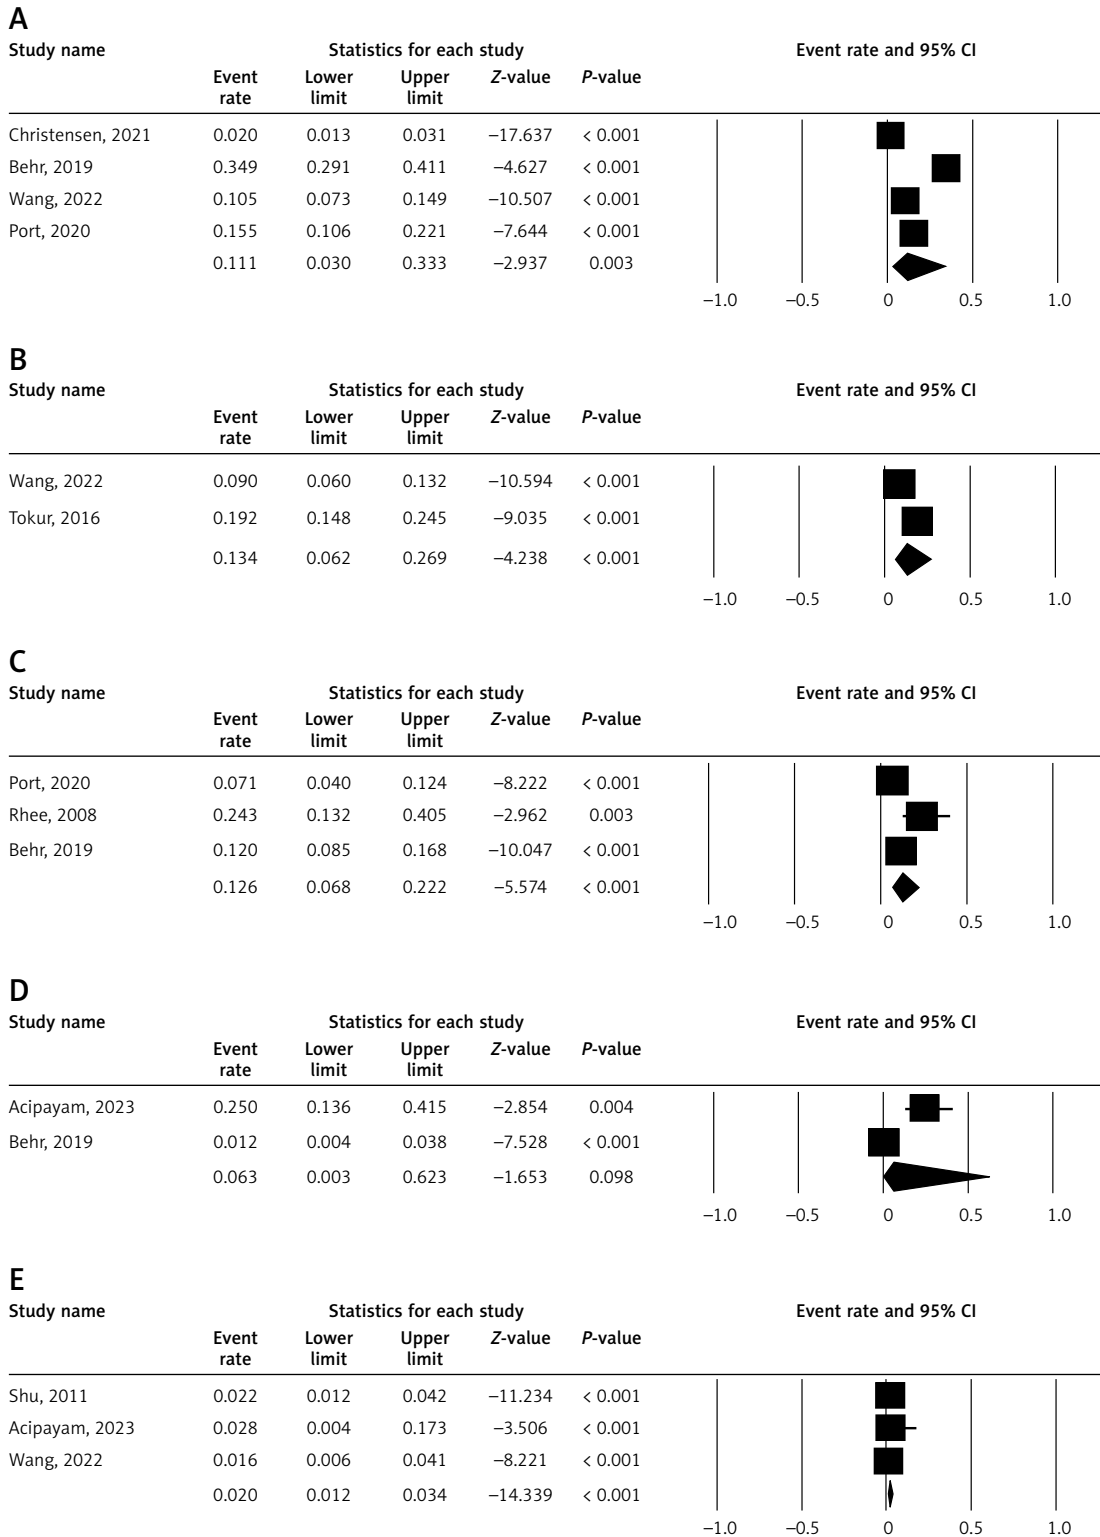 A
Study name Statistics for each study Event rate and 95% CI
Event rate Lower limit Upper limit Z-value P-value
Christensen, 2021 0.020 0.013 0.031 –17.637 < 0.001
Behr, 2019 0.349 0.291 0.411 –4.627 < 0.001
Wang, 2022 0.105 0.073 0.149 –10.507 < 0.001
Port, 2020 0.155 0.106 0.221 –7.644 < 0.001
0.111 0.030 0.333 –2.937 0.003
–1.0 –0.5 0 0.5 1.0
B
Study name Statistics for each study Event rate and 95% CI
Event rate Lower limit Upper limit Z-value P-value
Wang, 2022 0.090 0.060 0.132 –10.594 < 0.001
Tokur, 2016 0.192 0.148 0.245 –9.035 < 0.001
0.134 0.062 0.269 –4.238 < 0.001
–1.0 –0.5 0 0.5 1.0
C
Study name Statistics for each study Event rate and 95% CI
Event rate Lower limit Upper limit Z-value P-value
Port, 2020 0.071 0.040 0.124 –8.222 < 0.001
Rhee, 2008 0.243 0.132 0.405 –2.962 0.003
Behr, 2019 0.120 0.085 0.168 –10.047 < 0.001
0.126 0.068 0.222 –5.574 < 0.001
–1.0 –0.5 0 0.5 1.0
D
Study name Statistics for each study Event rate and 95% CI
Event rate Lower limit Upper limit Z-value P-value
Acipayam, 2023 0.250 0.136 0.415 –2.854 0.004
Behr, 2019 0.012 0.004 0.038 –7.528 < 0.001
0.063 0.003 0.623 –1.653 0.098
–1.0 –0.5 0 0.5 1.0
E
Study name Statistics for each study Event rate and 95% CI
Event rate Lower limit Upper limit Z-value P-value
Shu, 2011 0.022 0.012 0.042 –11.234 < 0.001
Acipayam, 2023 0.028 0.004 0.173 –3.506 < 0.001
Wang, 2022 0.016 0.006 0.041 –8.221 < 0.001
0.020 0.012 0.034 –14.339 < 0.001
–1.0 –0.5 0 0.5 1.0